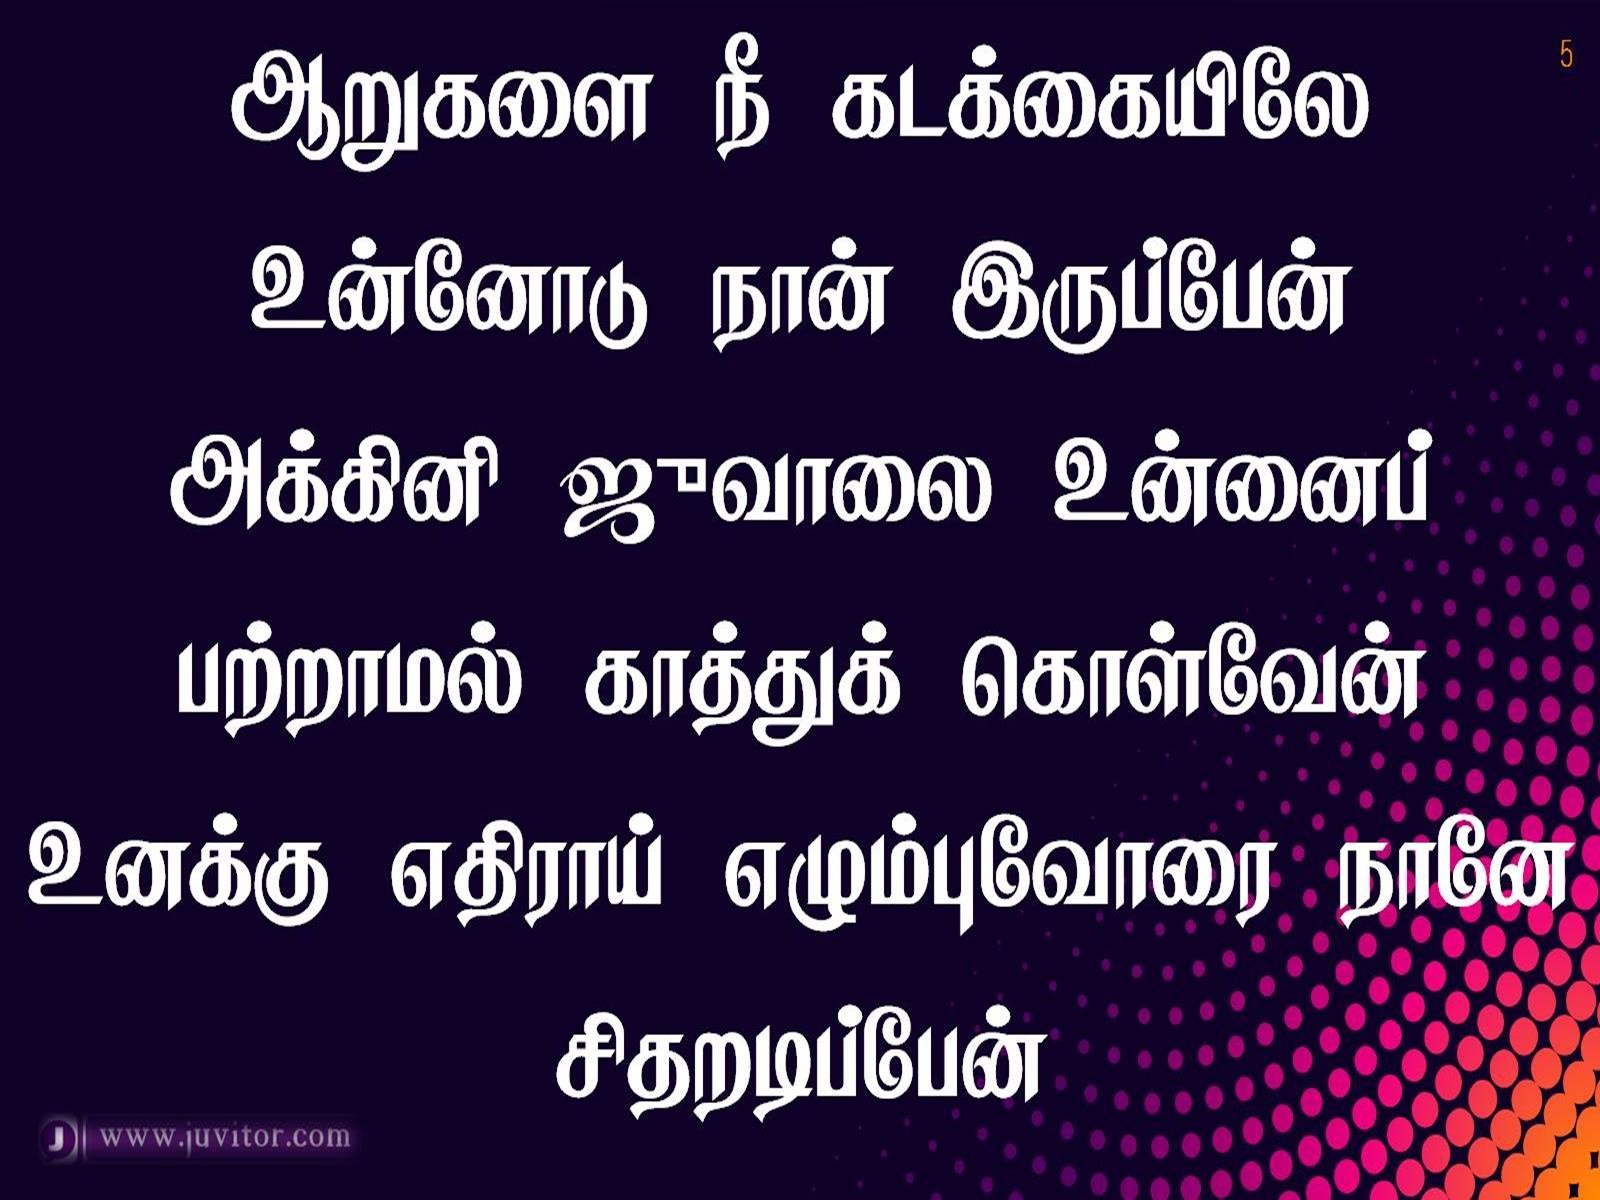 5
ஆறுகளை நீ கடக்கையிலே
உன்னோடு நான் இருப்பேன்
அக்கினி ஜுவாலை உன்னைப்
பற்றாமல் காத்துக் கொள்வேன்
உனக்கு எதிராய் எழும்புவோரை நானே
சிதறடிப்பேன்
J www.juvitor.com